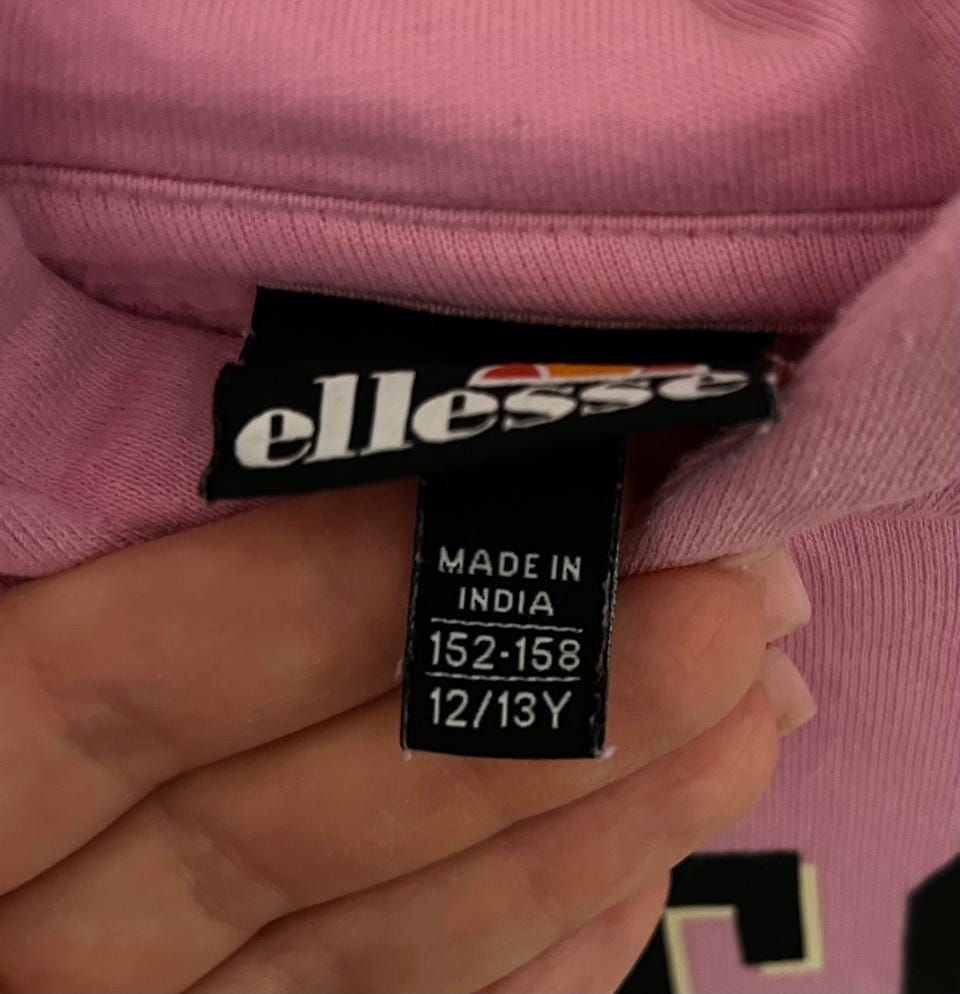 ellesse
MADE IN
INDIA
152-158
12/13Y